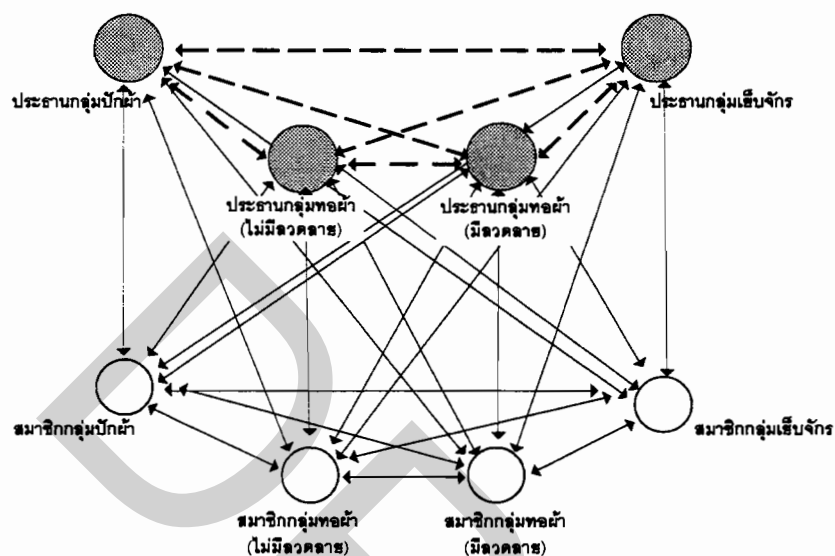 ประธานกลุ่มปักผ้า
ประธานกลุ่มเย็บจักร
ประธานกลุ่มทอผ้า
(ไม่มีลวดลาย)
ประธานกลุ่มทอผ้า
(มีลวดลาย)
สมาชิกกลุ่มปักผ้า
สมาชิกกลุ่มเย็บจักร
สมาชิกกลุ่มทอผ้า
(ไม่มีลวดลาย)
สมาชิกกลุ่มทอผ้า
(มีลวดลาย)